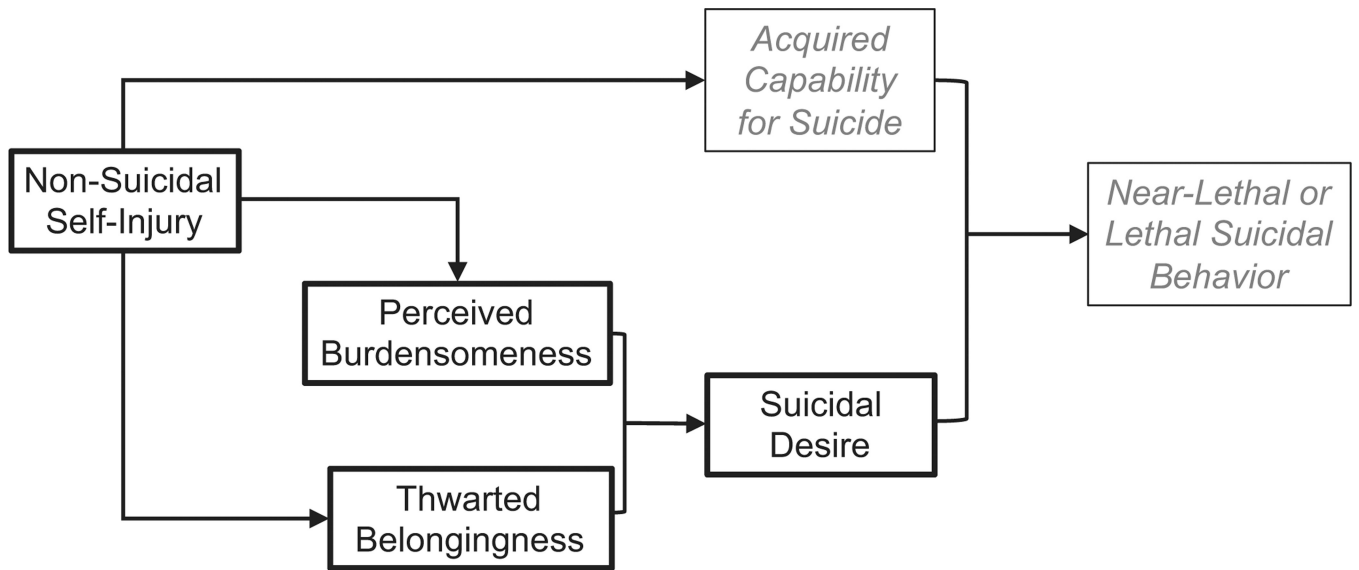 Acquired
Capability
for Suicide
Non-Suicidal
Self-Injury
Near-Lethal or
Lethal Suicidal
Behavior
Perceived
Burdensomeness
Suicidal
Desire
Thwarted
Belongingness